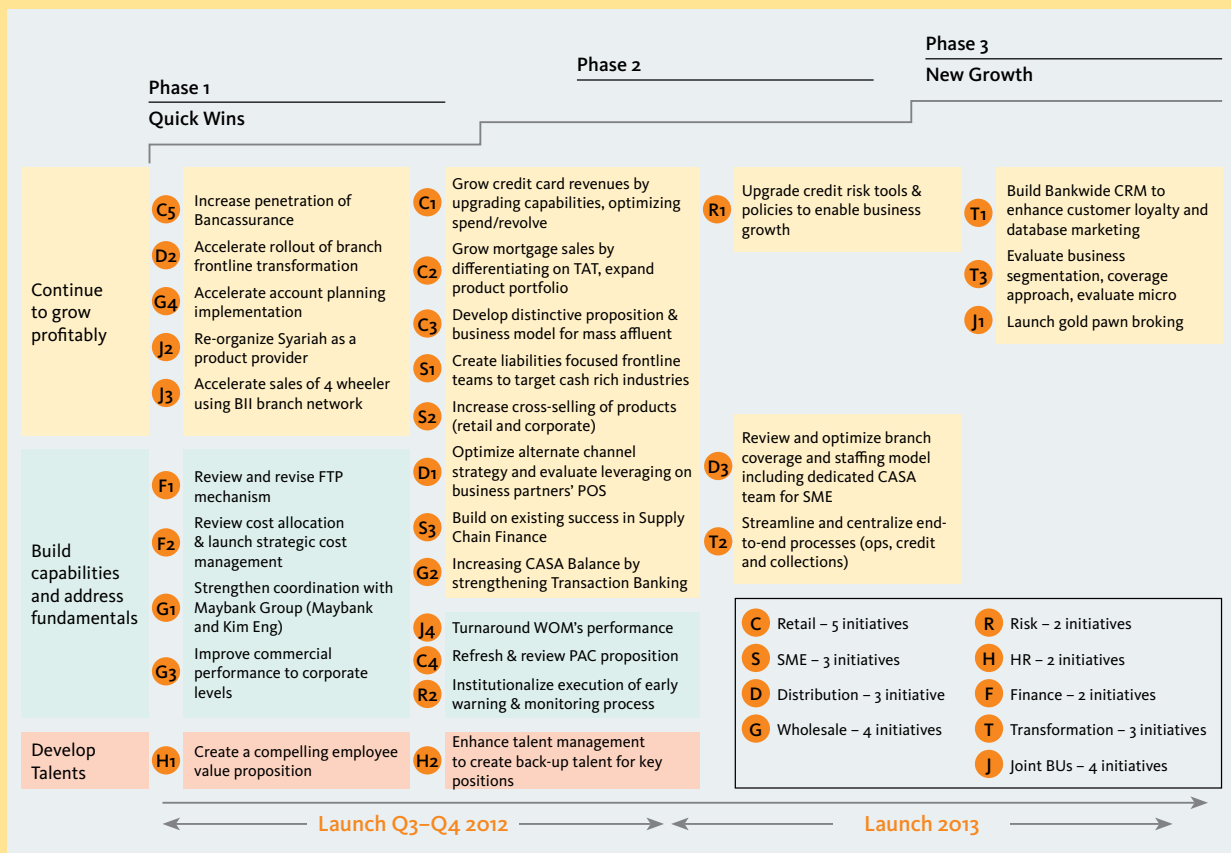 Phase 1
Quick Wins
Phase 2
Phase 3
New Growth
Continue
to grow
profitably
C5
Increase penetration of
Bancassurance
D2
Accelerate rollout of branch
frontline transformation
G4
Accelerate account planning
implementation
J2
Re-organize Syariah as a
product provider
J3
Accelerate sales of 4 wheeler
using BII branch network
C1
Grow credit card revenues by
upgrading capabilities, optimizing
spend/revolve
C2
Grow mortgage sales by
differentiating on TAT, expand
product portfolio
C3
Develop distinctive proposition &
business model for mass affluent
S1
Create liabilities focused frontline
teams to target cash rich industries
S2
Increase cross-selling of products
(retail and corporate)
D1
Optimize alternate channel
strategy and evaluate leveraging on
business partners' POS
S3
Build on existing success in Supply
Chain Finance
G2
Increasing CASA Balance by
strengthening Transaction Banking
R1
Upgrade credit risk tools &
policies to enable business
growth
D3
Review and optimize branch
coverage and staffing model
including dedicated CASA
team for SME
T2
Streamline and centralize end-
to-end processes (ops, credit
and collections)
T1
Build Bankwide CRM to
enhance customer loyalty and
database marketing
T3
Evaluate business
segmentation, coverage
approach, evaluate micro
J1
Launch gold pawn broking
Build
capabilities
and address
fundamentals
F1
Review and revise FTP
mechanism
F2
Review cost allocation
& launch strategic cost
management
G1
Strengthen coordination with
Maybank Group (Maybank
and Kim Eng)
G3
Improve commercial
performance to corporate
levels
J4
Turnaround WOM's performance
C4
Refresh & review PAC proposition
R2
Institutionalize execution of early
warning & monitoring process
Develop
Talents
H1
Create a compelling employee
value proposition
H2
Enhance talent management
to create back-up talent for key
positions
C Retail – 5 initiatives
S SME – 3 initiatives
D Distribution – 3 initiative
G Wholesale – 4 initiatives
R Risk – 2 initiatives
H HR – 2 initiatives
F Finance – 2 initiatives
T Transformation – 3 initiatives
J Joint BUs – 4 initiatives
Launch Q3–Q4 2012
Launch 2013